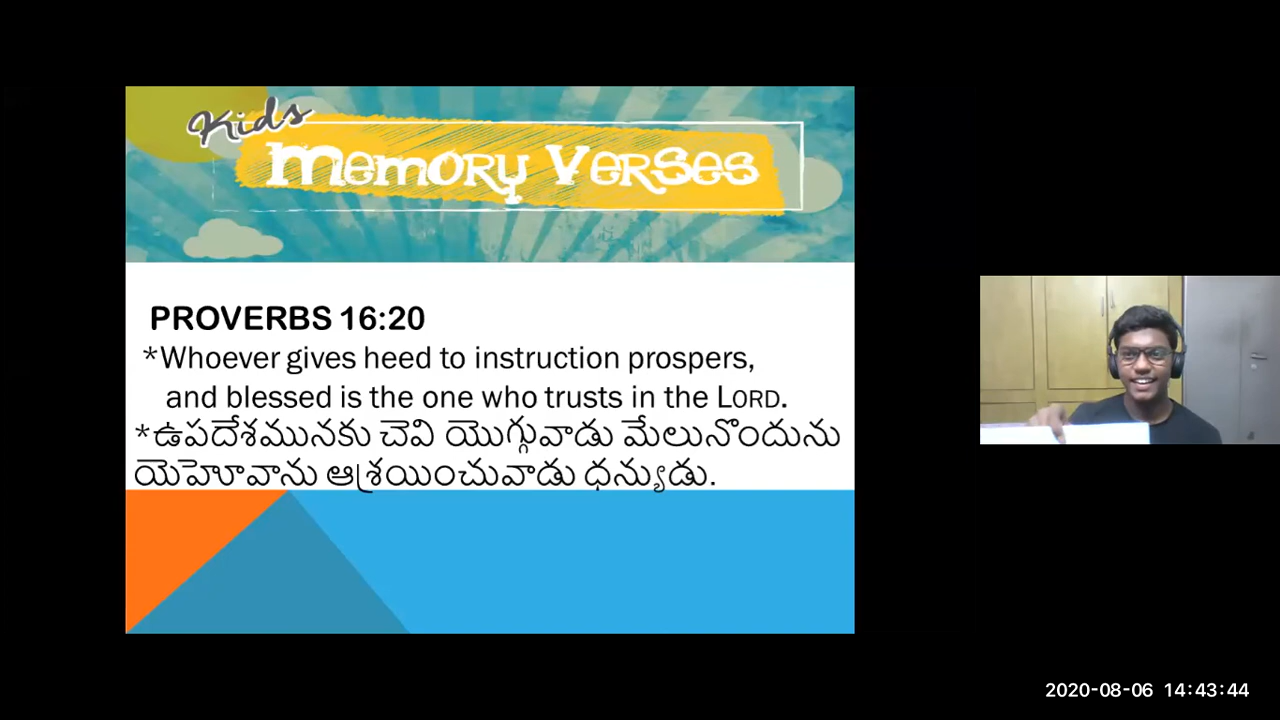 Kids
Memory Verses
PROVERBS 16:20
*Whoever gives heed to instruction prospers,
and blessed is the one who trusts in the LORD.
*ఉపదేశమునకు చెవి యొగ్గువాడు మేలునొందును
యెహోవాను ఆశ్రయించువాడు ధన్యుడు.
2020-08-06 14:43:44